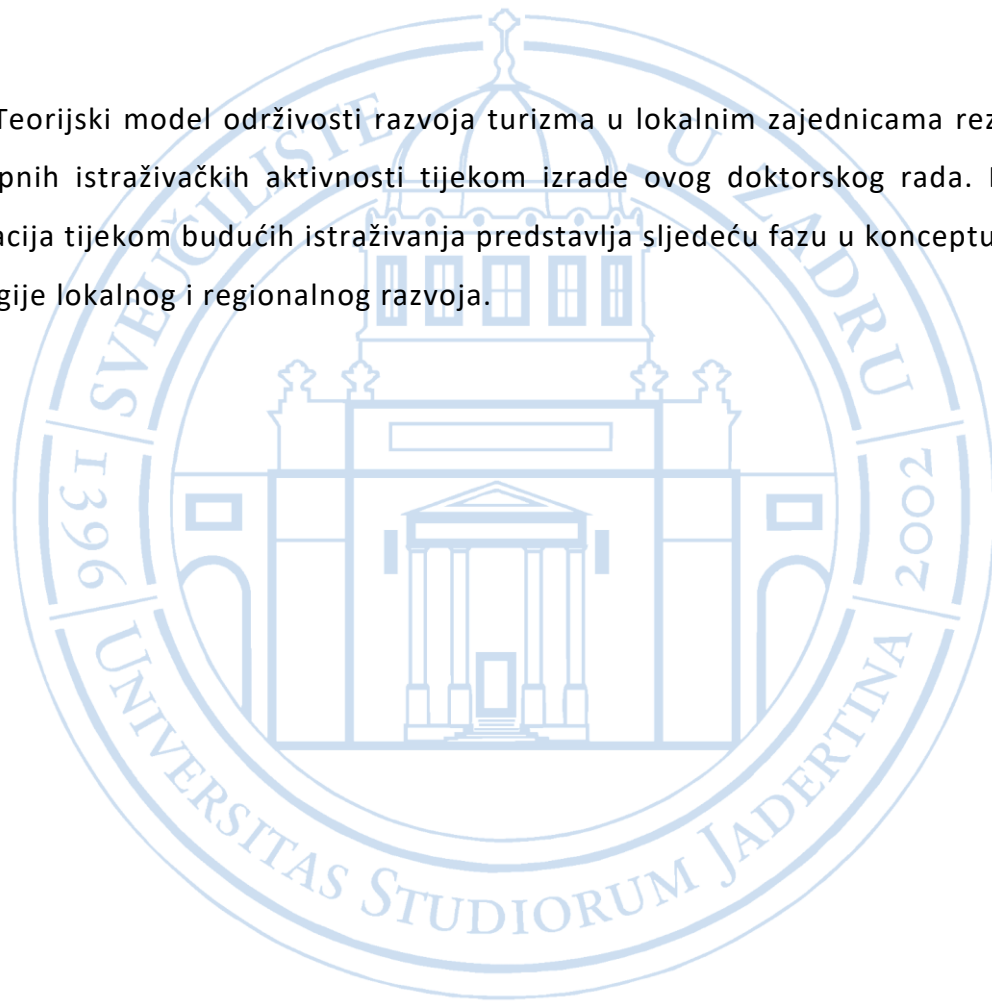 Teorijski model održivosti razvoja turizma u lokalnim zajednicama rez
pnih istraživačkih aktivnosti tijekom izrade ovog doktorskog rada.
acija tijekom budućih istraživanja predstavlja sljedeću fazu u konceptu
gije lokalnog i regionalnog razvoja.
SVEUČILIŠTE U ZADRU
1396
2002
UNIVERSITAS STUDIORUM JADERTINA